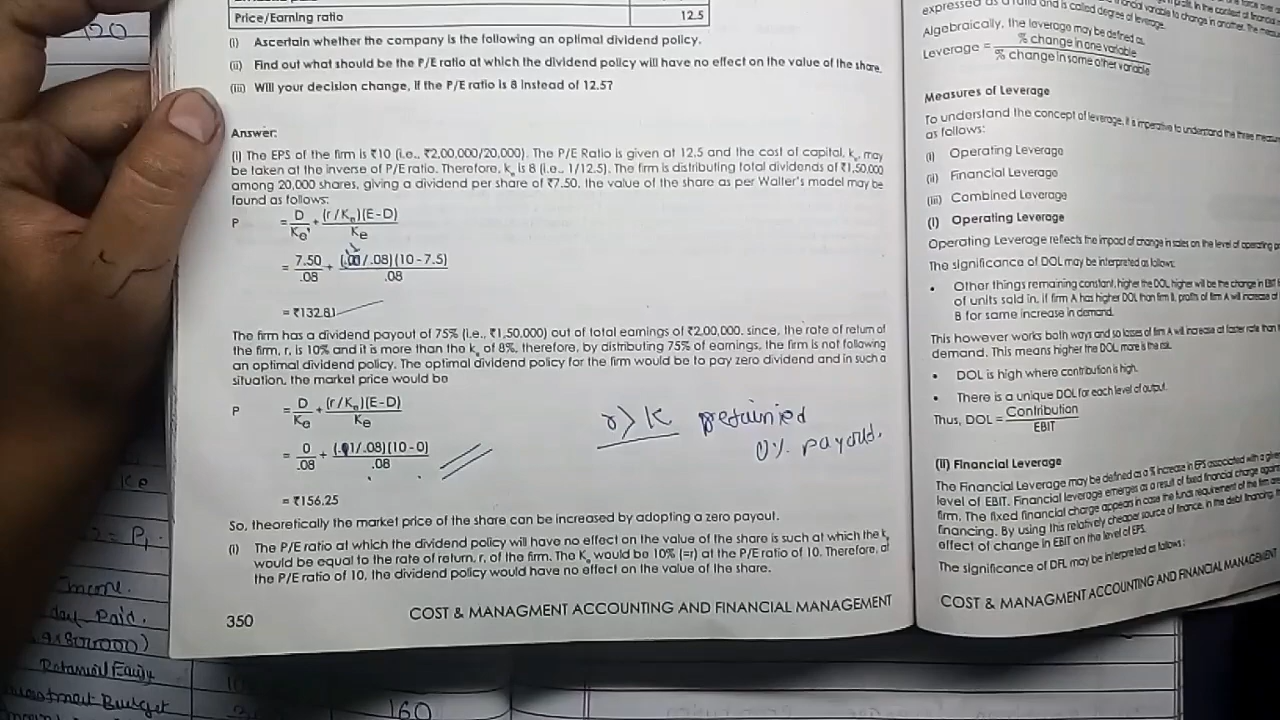 120
Price/Earning ratio 12.5
(i) Ascertain whether the company is the following an optimal dividend policy.
(ii) Find out what should be the P/E ratio at which the dividend policy will have no effect on the value of the share.
(iii) Will your decision change, if the P/E ratio is 8 instead of 12.5?
Answer:
(i) The EPS of the firm is ₹10 (i.e., ₹2,00,000/20,000). The P/E Ratio is given at 12.5 and the cost of capital, kₑ, may
be taken at the inverse of P/E ratio. Therefore, kₑ is 8 (i.e., 1/12.5). The firm is distributing total dividends of ₹1,50,000
among 20,000 shares, giving a dividend per share of ₹7.50. the value of the share as per Walter's model may be
found as follows:
P = D/Kₑ + (r/Kₑ)(E-D)/Kₑ
= 7.50/.08 + ( /.08)(10-7.5)/.08
= ₹132.81
The firm has a dividend payout of 75% (i.e., ₹1,50,000) out of total earnings of ₹2,00,000. since, the rate of return of
the firm, r, is 10% and it is more than the kₑ of 8%, therefore, by distributing 75% of earnings, the firm is not following
an optimal dividend policy. The optimal dividend policy for the firm would be to pay zero dividend and in such a
situation, the market price would be
P = D/Kₑ + (r/Kₑ)(E-D)/Kₑ
= 0/.08 + ( /.08)(10-0)/.08
r > K retained
0% payout.
= ₹156.25
So, theoretically the market price of the share can be increased by adopting a zero payout.
(i) The P/E ratio at which the dividend policy will have no effect on the value of the share is such at which the kₑ
would be equal to the rate of return, r, of the firm. The Kₑ would be 10% (=r) at the P/E ratio of 10. Therefore, at
the P/E ratio of 10, the dividend policy would have no effect on the value of the share.
350 COST & MANAGMENT ACCOUNTING AND FINANCIAL MANAGEMENT
and is called degree of leverage.
Algebraically, the leverage may be defined as,
Leverage = % change in one variable / % change in some other variable
Measures of Leverage
To understand the concept of leverage, it is imperative to understand the three
as follows:
(i) Operating Leverage
(ii) Financial Leverage
(iii) Combined Leverage
(i) Operating Leverage
Operating Leverage reflects the impact of change in sales on the level of operating
The significance of DOL may be interpreted as follows:
• Other things remaining constant, higher the DOL, higher will be the change in EBIT
of units sold in, if firm A has higher DOL than firm B, profits of firm A will increase at
B for same increase in demand.
This however works both ways and so losses of firm A will increase at faster rate than
demand. This means higher the DOL, more is the risk.
• DOL is high where contribution is high.
• There is a unique DOL for each level of output.
Thus, DOL = Contribution/EBIT
(ii) Financial Leverage
The Financial Leverage may be defined as a % increase in EPS associated with a given
level of EBIT. Financial leverage emerges as a result of fixed financial charge against
firm. The fixed financial charge appears in case the funds requirement of the firm are
financing. By using this relatively cheaper source of finance, in the debt financing,
effect of change in EBIT on the level of EPS.
The significance of DFL may be interpreted as follows:
COST & MANAGMENT ACCOUNTING AND FINANCIAL MANAGEMENT
Ke
= P₁
Income.
day Paid.
Retained Equity
Investment Budget
160